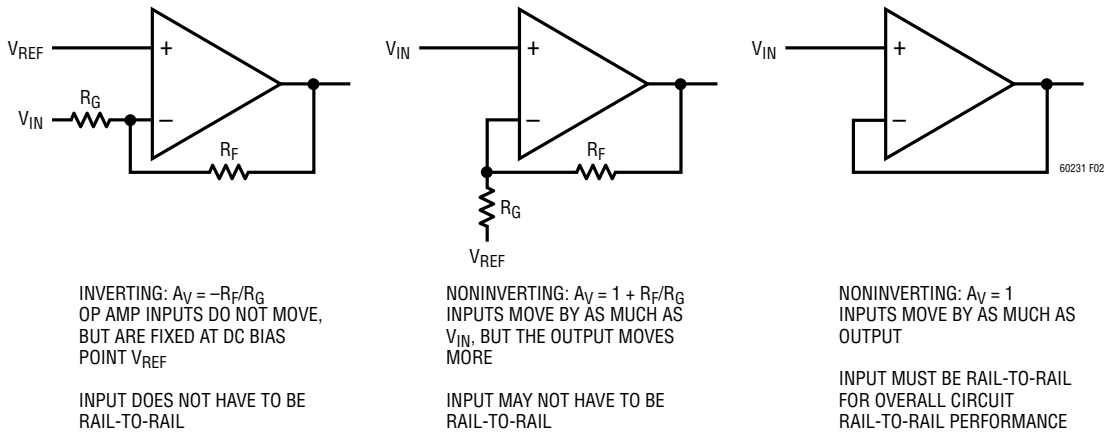 VREF
+
RG
VIN
–
RF
INVERTING: AV = –RF/RG
OP AMP INPUTS DO NOT MOVE,
BUT ARE FIXED AT DC BIAS
POINT VREF
INPUT DOES NOT HAVE TO BE
RAIL-TO-RAIL
VIN
+
–
RF
RG
VREF
NONINVERTING: AV = 1 + RF/RG
INPUTS MOVE BY AS MUCH AS
VIN, BUT THE OUTPUT MOVES
MORE
INPUT MAY NOT HAVE TO BE
RAIL-TO-RAIL
VIN
+
–
60231 F02
NONINVERTING: AV = 1
INPUTS MOVE BY AS MUCH AS
OUTPUT
INPUT MUST BE RAIL-TO-RAIL
FOR OVERALL CIRCUIT
RAIL-TO-RAIL PERFORMANCE